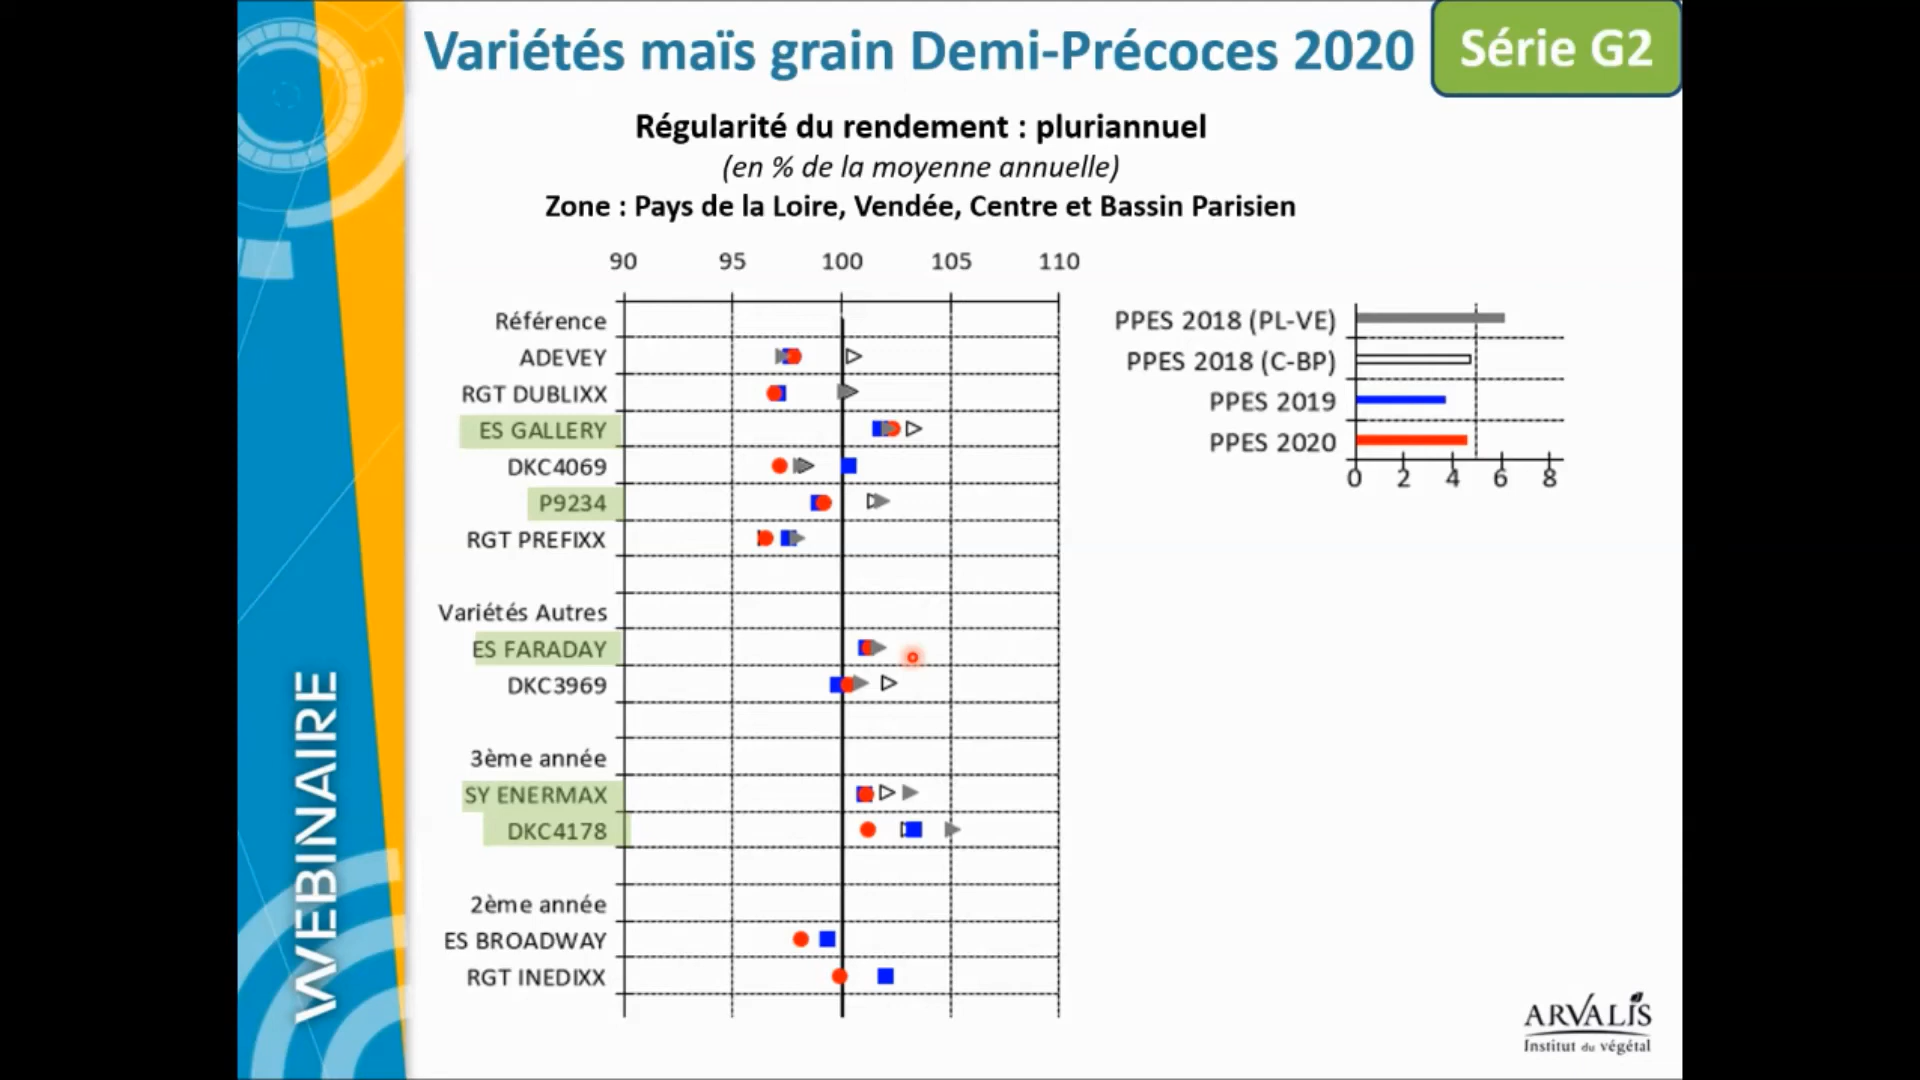 Variétés maïs grain Demi-Précoces 2020
Série G2
Régularité du rendement : pluriannuel
(en % de la moyenne annuelle)
Zone : Pays de la Loire, Vendée, Centre et Bassin Parisien
90 95 100 105 110
Référence
ADEVEY
RGT DUBLIXX
ES GALLERY
DKC4069
P9234
RGT PREFIXX
Variétés Autres
ES FARADAY
DKC3969
3ème année
SY ENERMAX
DKC4178
2ème année
ES BROADWAY
RGT INEDIXX
PPES 2018 (PL-VE)
PPES 2018 (C-BP)
PPES 2019
PPES 2020
0 2 4 6 8
WEBINAIRE
ARVALIS
Institut du végétal